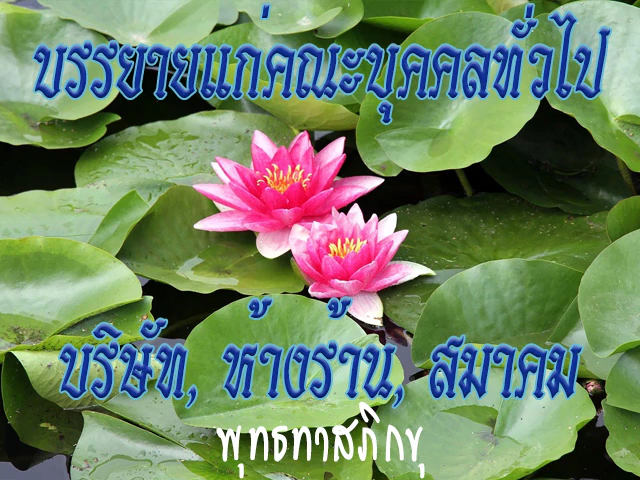 บรรยายแก่คณะบุคคลทั่วไป
บริษัท, ห้างร้าน, สมาคม
พุทธทาสภิกขุ